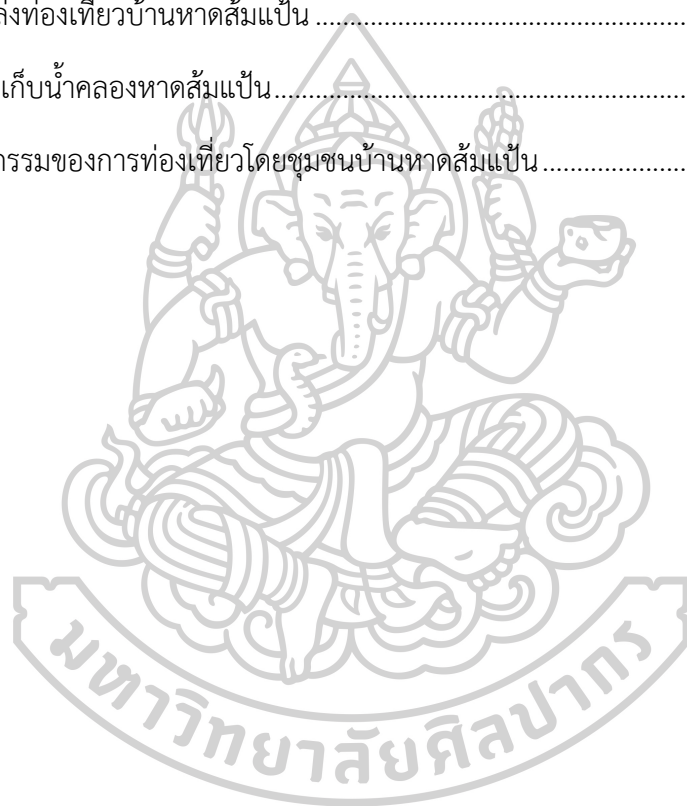 ล่งท่องเที่ยวบ้านหาดส้มแป้น ................................................................
เก็บน้ำคลองหาดส้มแป้น................................................................
กรรมของการท่องเที่ยวโดยชุมชนบ้านหาดส้มแป้น ........................
มหาวิทยาลัยศิลปากร